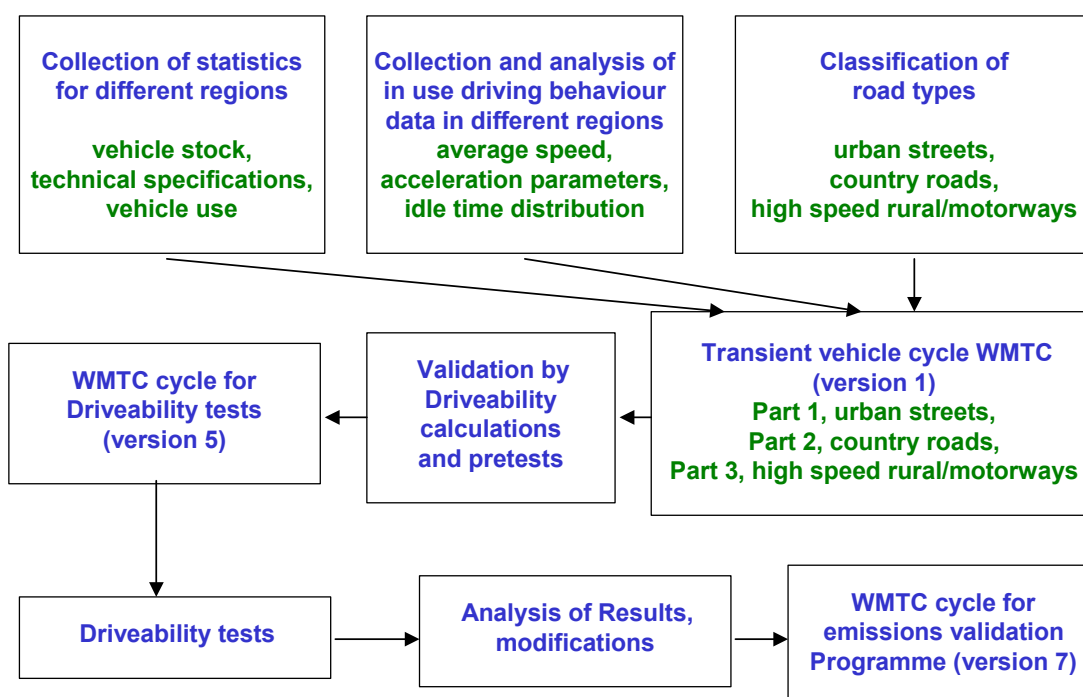 Collection of statistics
for different regions
vehicle stock,
technical specifications,
vehicle use
Collection and analysis of
in use driving behaviour
data in different regions
average speed,
acceleration parameters,
idle time distribution
Classification of
road types
urban streets,
country roads,
high speed rural/motorways
Transient vehicle cycle WMTC
(version 1)
Part 1, urban streets,
Part 2, country roads,
Part 3, high speed rural/motorways
Validation by
Driveability
calculations
and pretests
WMTC cycle for
Driveability tests
(version 5)
Driveability tests
Analysis of Results,
modifications
WMTC cycle for
emissions validation
Programme (version 7)